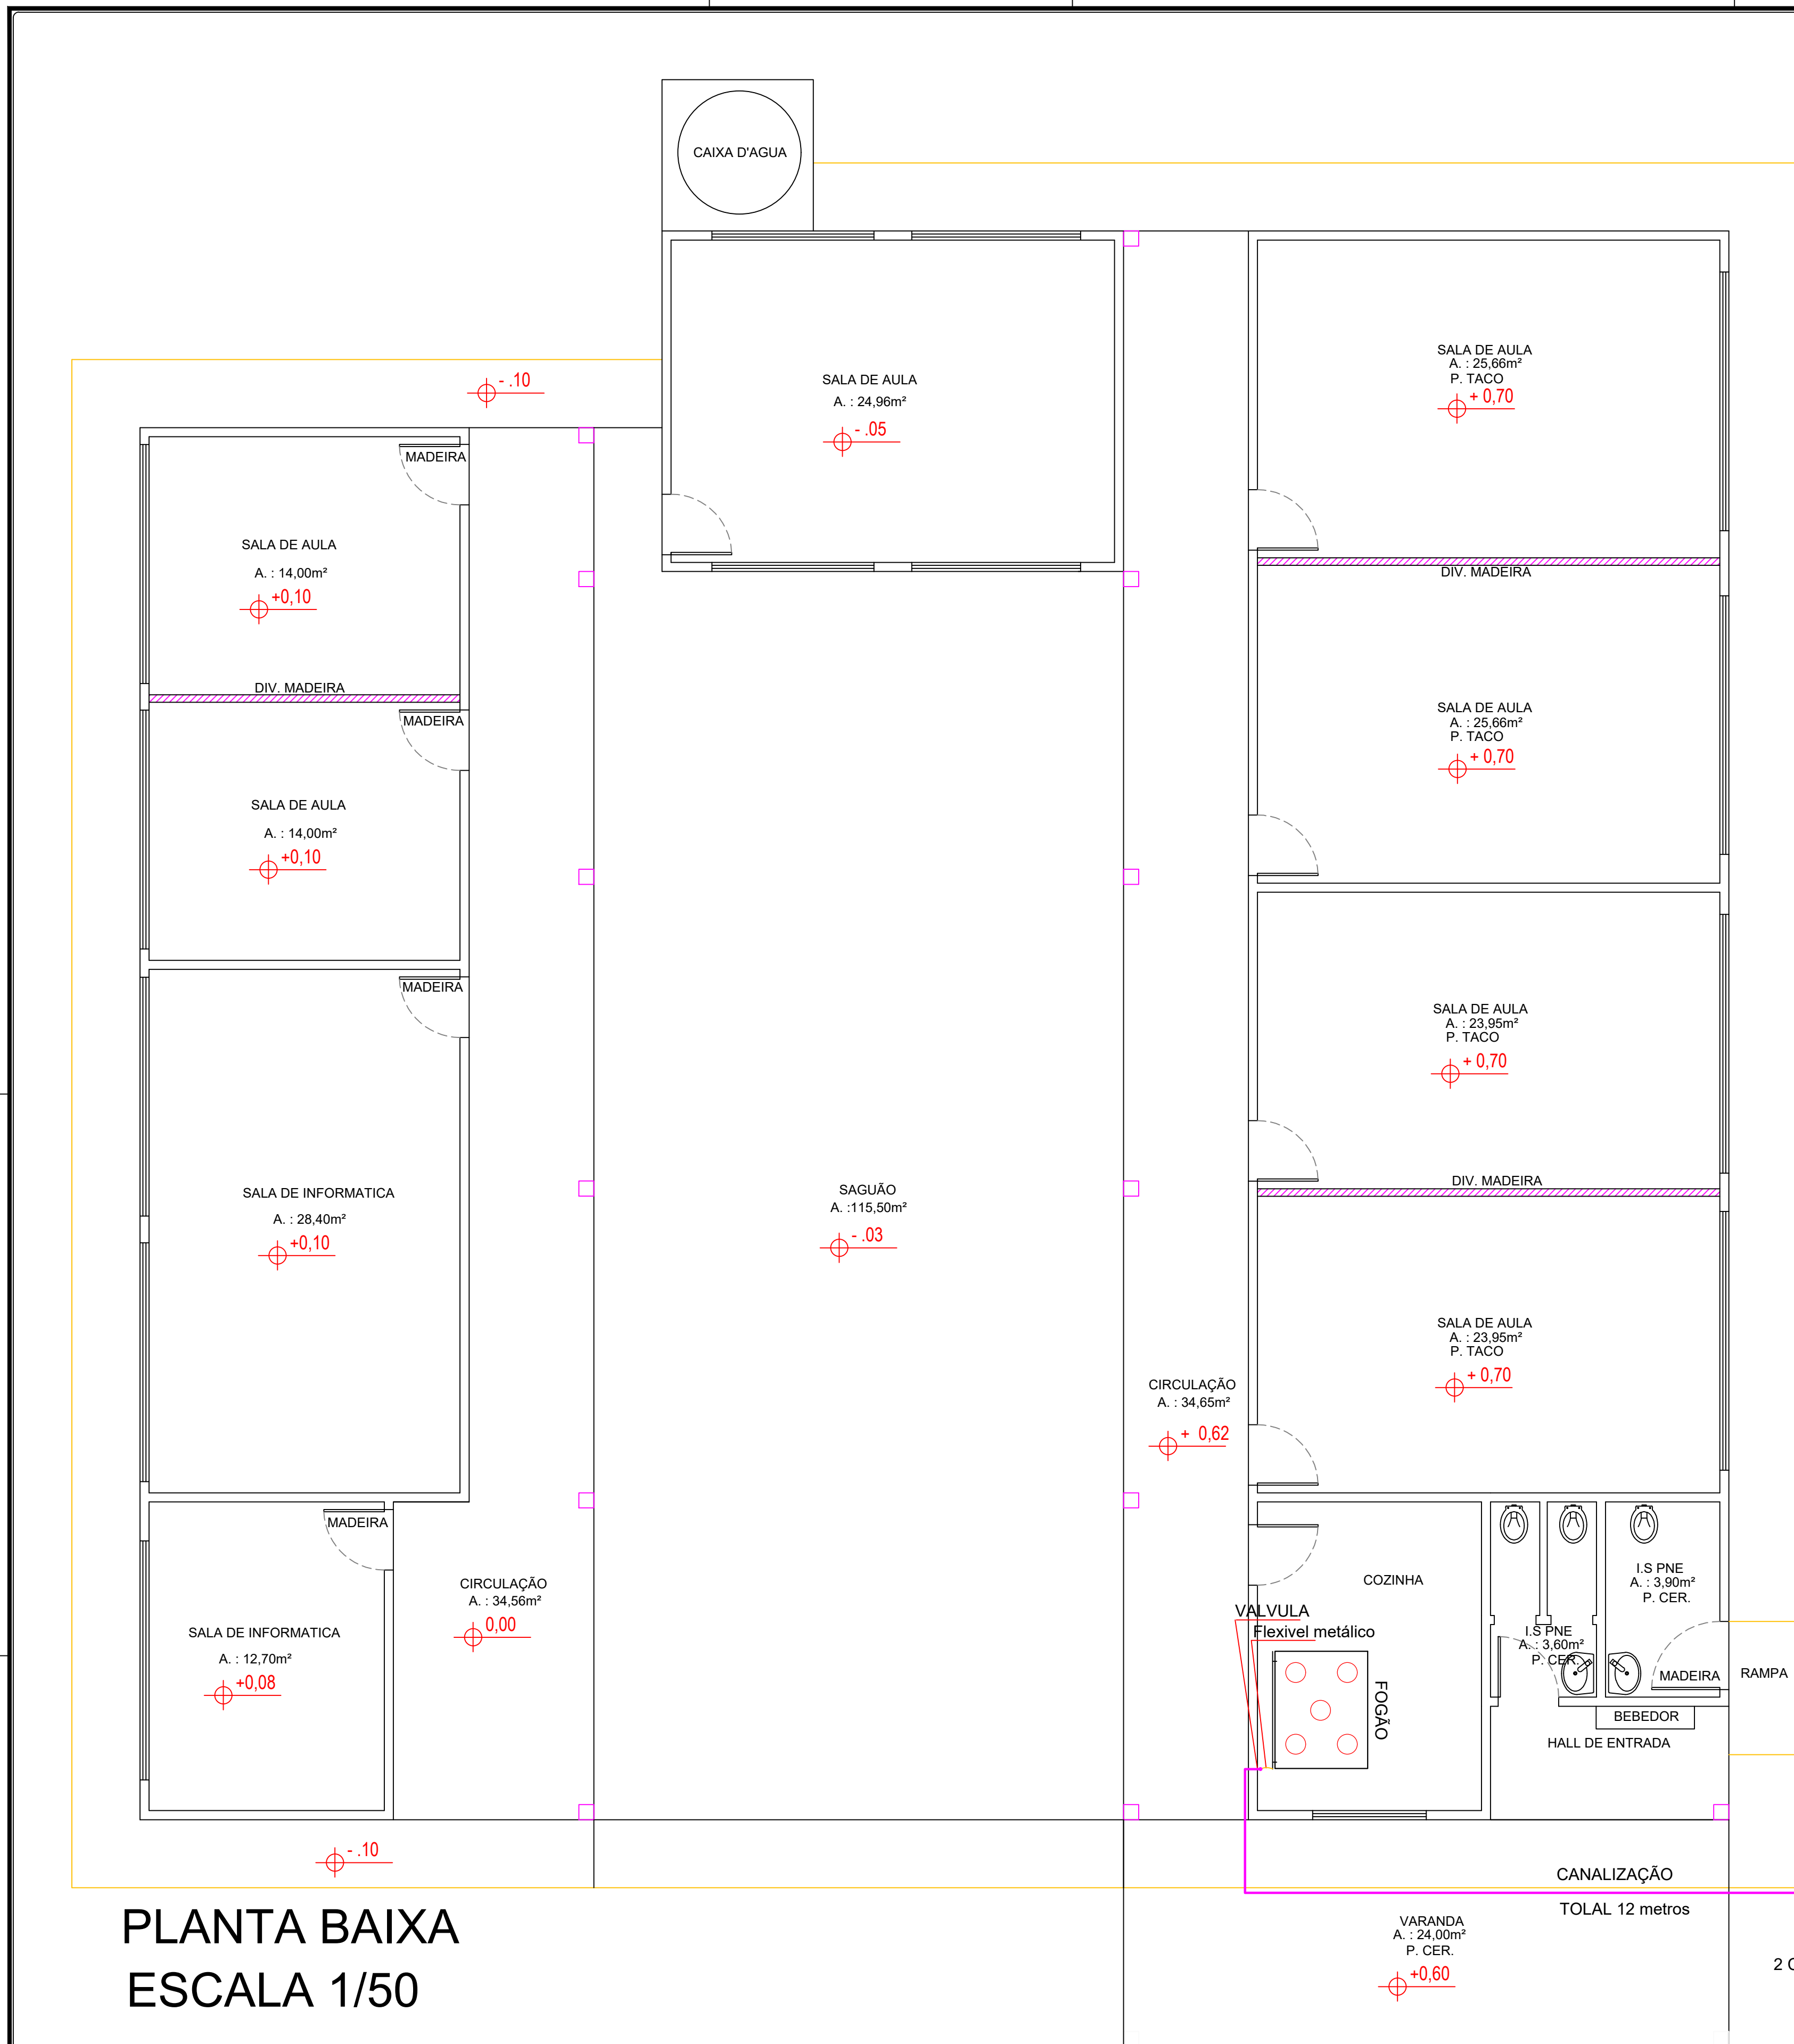 CAIXA D'AGUA
SALA DE AULA
A. : 24,96m²
- .05
SALA DE AULA
A. : 25,66m²
P. TACO
+ 0,70
DIV. MADEIRA
- .10
MADEIRA
SALA DE AULA
A. : 14,00m²
+0,10
DIV. MADEIRA
MADEIRA
SALA DE AULA
A. : 14,00m²
+0,10
SALA DE AULA
A. : 25,66m²
P. TACO
+ 0,70
MADEIRA
SALA DE INFORMATICA
A. : 28,40m²
+0,10
SAGUÃO
A. :115,50m²
- .03
SALA DE AULA
A. : 23,95m²
P. TACO
+ 0,70
DIV. MADEIRA
SALA DE AULA
A. : 23,95m²
P. TACO
+ 0,70
CIRCULAÇÃO
A. : 34,65m²
+ 0,62
MADEIRA
CIRCULAÇÃO
A. : 34,56m²
0,00
SALA DE INFORMATICA
A. : 12,70m²
+0,08
COZINHA
VALVULA
Flexivel metálico
FOGÃO
I.S PNE
A. : 3,60m²
P. CER.
I.S PNE
A. : 3,90m²
P. CER.
MADEIRA
RAMPA
BEBEDOR
HALL DE ENTRADA
- .10
CANALIZAÇÃO
TOLAL 12 metros
VARANDA
A. : 24,00m²
P. CER.
+0,60
2 C
PLANTA BAIXA
ESCALA 1/50